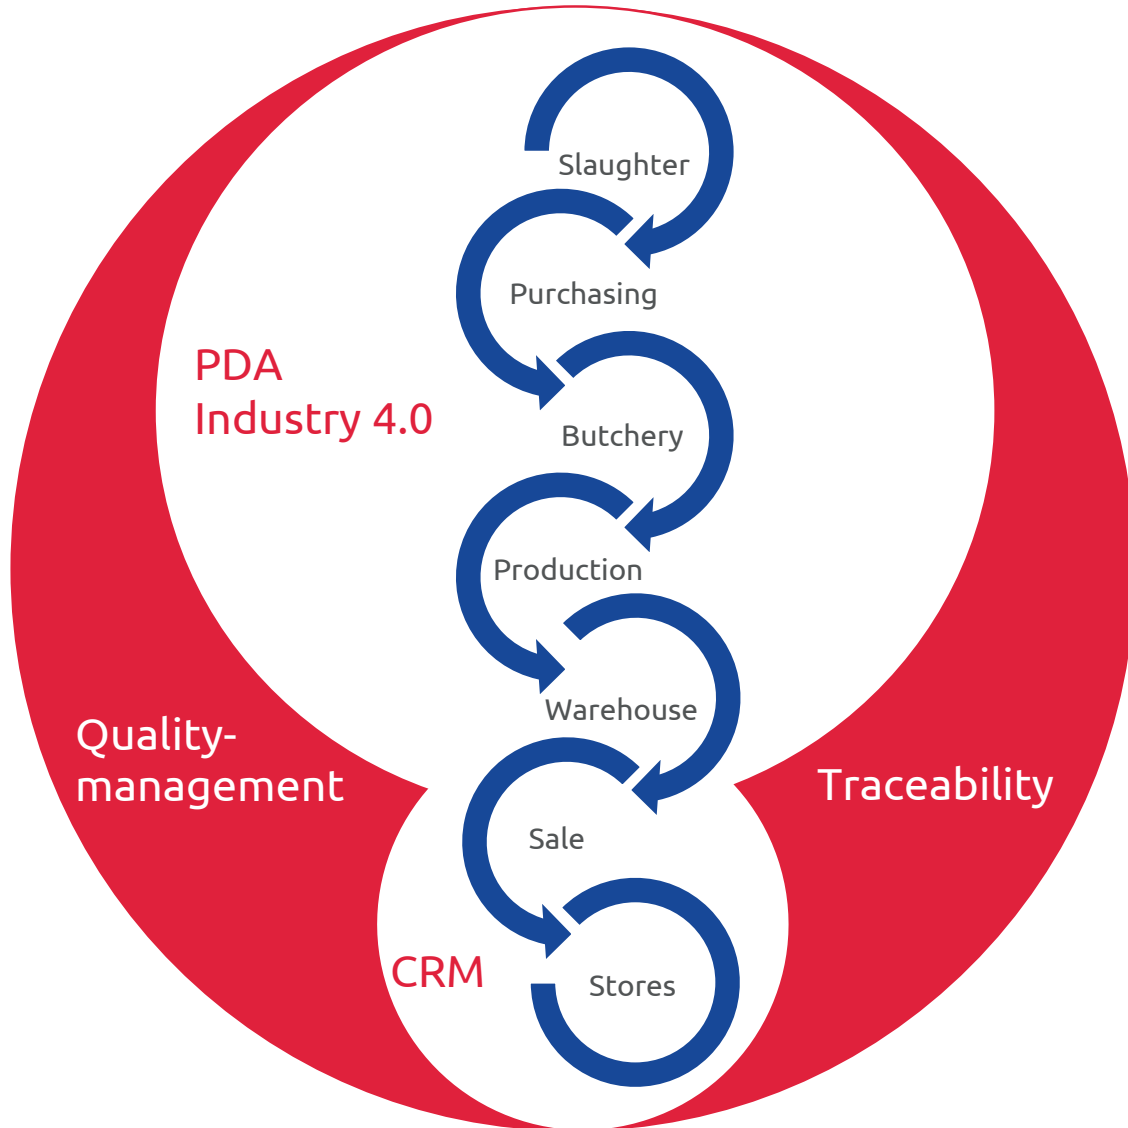 Slaughter
Purchasing
PDA
Industry 4.0
Butchery
Production
Warehouse
Quality-
management
Traceability
Sale
CRM
Stores